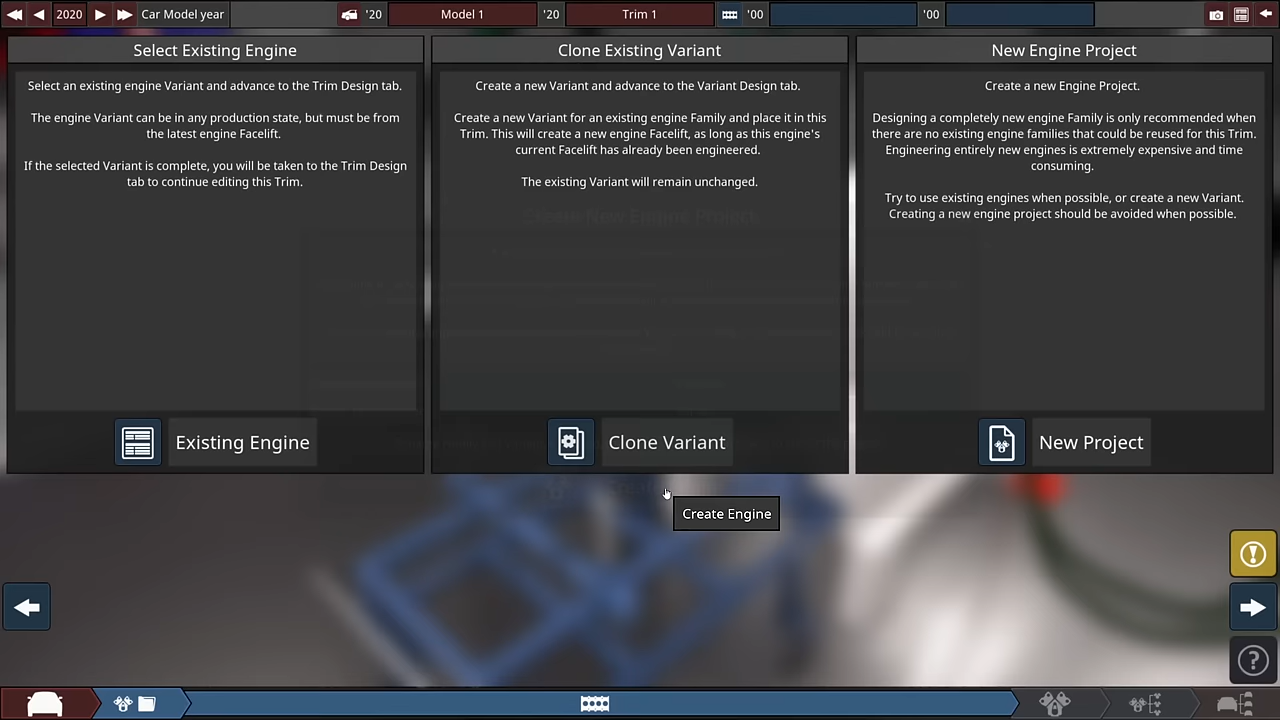 2020
Car Model year
'20
Model 1
'20
Trim 1
'00
'00
Select Existing Engine
Select an existing engine Variant and advance to the Trim Design tab.
The engine Variant can be in any production state, but must be from
the latest engine Facelift.
If the selected Variant is complete, you will be taken to the Trim Design
tab to continue editing this Trim.
Existing Engine
Clone Existing Variant
Create a new Variant and advance to the Variant Design tab.
Create a new Variant for an existing engine Family and place it in this
Trim. This will create a new engine Facelift, as long as this engine's
current Facelift has already been engineered.
The existing Variant will remain unchanged.
Create New Engine Project
Clone Variant
New Engine Project
Create a new Engine Project.
Designing a completely new engine Family is only recommended when
there are no existing engine families that could be reused for this Trim.
Engineering entirely new engines is extremely expensive and time
consuming.
Try to use existing engines when possible, or create a new Variant.
Creating a new engine project should be avoided when possible.
New Project
Create Engine